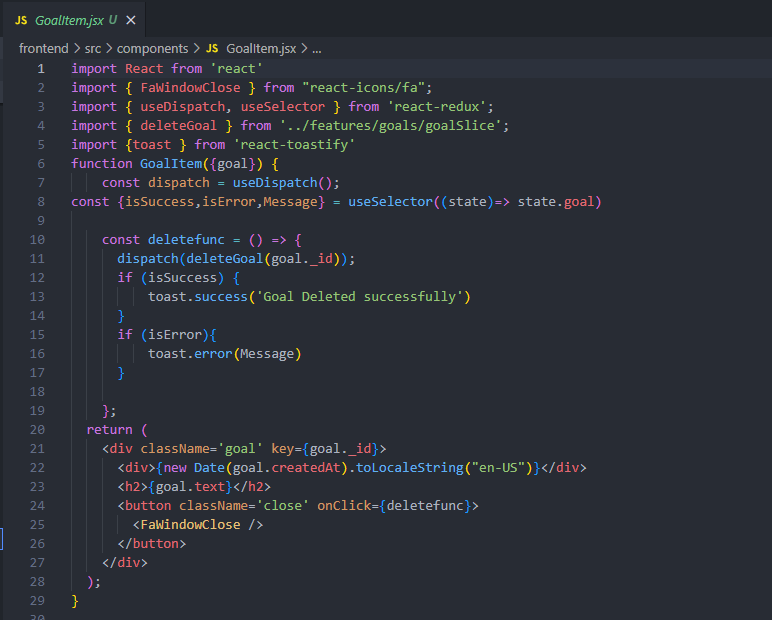 JS GoalItem.jsx U ×
frontend > src > components > JS GoalItem.jsx > ...
1 import React from 'react'
2 import { FaWindowClose } from "react-icons/fa";
3 import { useDispatch, useSelector } from 'react-redux';
4 import { deleteGoal } from '../features/goals/goalSlice';
5 import {toast } from 'react-toastify'
6 function GoalItem({goal}) {
7     const dispatch = useDispatch();
8 const {isSuccess,isError,Message} = useSelector((state)=> state.goal)
9
10     const deletefunc = () => {
11       dispatch(deleteGoal(goal._id));
12       if (isSuccess) {
13           toast.success('Goal Deleted successfully')
14       }
15       if (isError){
16           toast.error(Message)
17       }
18
19     };
20   return (
21     <div className='goal' key={goal._id}>
22       <div>{new Date(goal.createdAt).toLocaleString("en-US")}</div>
23       <h2>{goal.text}</h2>
24       <button className='close' onClick={deletefunc}>
25         <FaWindowClose />
26       </button>
27     </div>
28   );
29 }
30